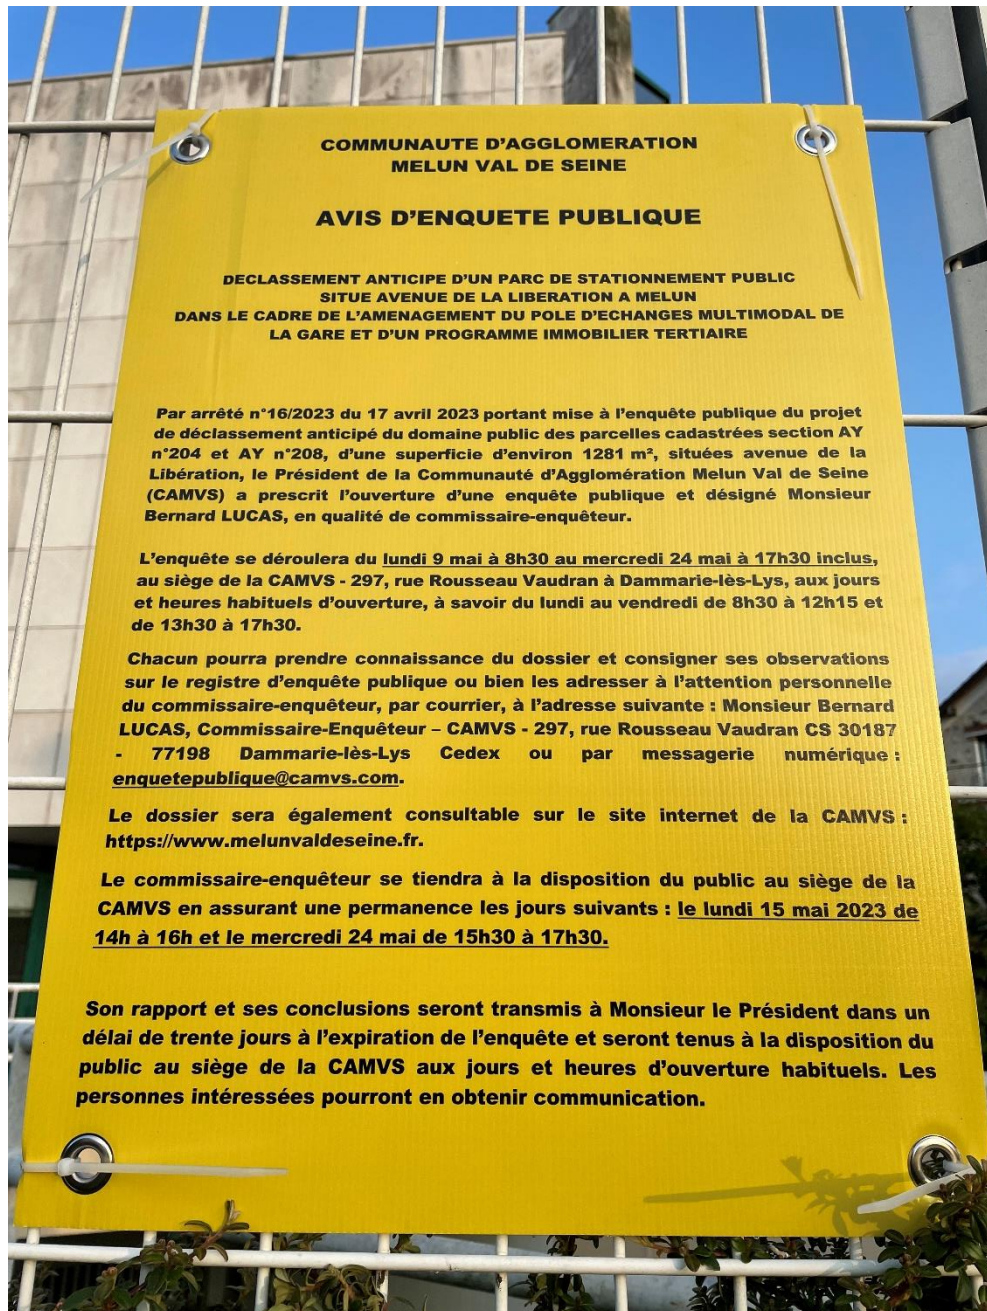 COMMUNAUTE D'AGGLOMERATION
MELUN VAL DE SEINE
AVIS D'ENQUETE PUBLIQUE
DECLASSEMENT ANTICIPE D'UN PARC DE STATIONNEMENT PUBLIC
SITUE AVENUE DE LA LIBERATION A MELUN
DANS LE CADRE DE L'AMENAGEMENT DU POLE D'ECHANGES MULTIMODAL DE
LA GARE ET D'UN PROGRAMME IMMOBILIER TERTIAIRE
Par arrêté n°16/2023 du 17 avril 2023 portant mise à l'enquête publique du projet
de déclassement anticipé du domaine public des parcelles cadastrées section AY
n°204 et AY n°208, d'une superficie d'environ 1281 m², situées avenue de la
Libération, le Président de la Communauté d'Agglomération Melun Val de Seine
(CAMVS) a prescrit l'ouverture d'une enquête publique et désigné Monsieur
Bernard LUCAS, en qualité de commissaire-enquêteur.
L'enquête se déroulera du lundi 9 mai à 8h30 au mercredi 24 mai à 17h30 inclus,
au siège de la CAMVS - 297, rue Rousseau Vaudran à Dammarie-lès-Lys, aux jours
et heures habituels d'ouverture, à savoir du lundi au vendredi de 8h30 à 12h15 et
de 13h30 à 17h30.
Chacun pourra prendre connaissance du dossier et consigner ses observations
sur le registre d'enquête publique ou bien les adresser à l'attention personnelle
du commissaire-enquêteur, par courrier, à l'adresse suivante : Monsieur Bernard
LUCAS, Commissaire-Enquêteur – CAMVS - 297, rue Rousseau Vaudran CS 30187
- 77198 Dammarie-lès-Lys Cedex ou par messagerie numérique :
enquetepublique@camvs.com.
Le dossier sera également consultable sur le site internet de la CAMVS :
https://www.melunvaldeseine.fr.
Le commissaire-enquêteur se tiendra à la disposition du public au siège de la
CAMVS en assurant une permanence les jours suivants : le lundi 15 mai 2023 de
14h à 16h et le mercredi 24 mai de 15h30 à 17h30.
Son rapport et ses conclusions seront transmis à Monsieur le Président dans un
délai de trente jours à l'expiration de l'enquête et seront tenus à la disposition du
public au siège de la CAMVS aux jours et heures d'ouverture habituels. Les
personnes intéressées pourront en obtenir communication.